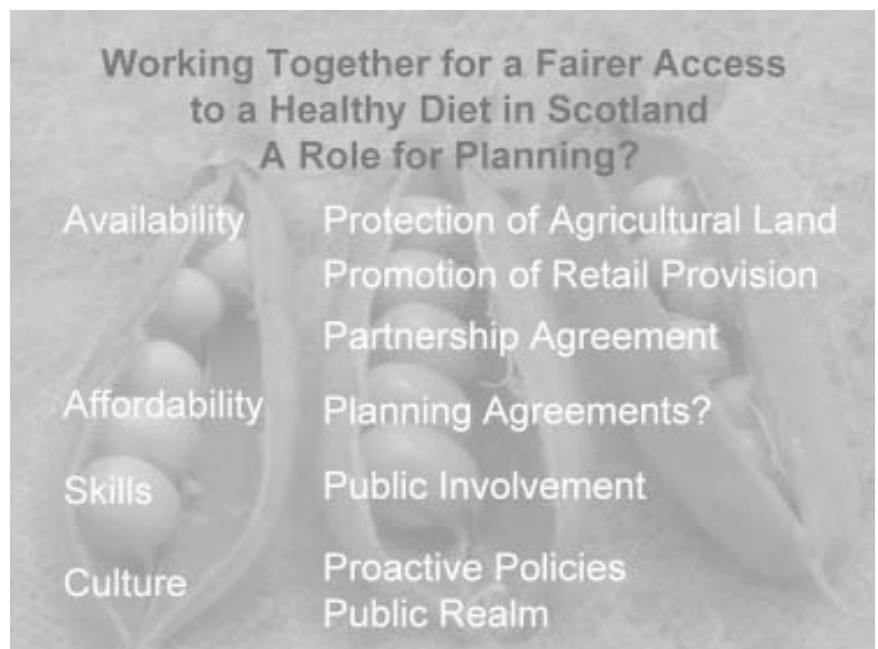 Working Together for a Fairer Access
to a Healthy Diet in Scotland
A Role for Planning?
Availability Protection of Agricultural Land
Promotion of Retail Provision
Partnership Agreement
Affordability Planning Agreements?
Skills Public Involvement
Culture Proactive Policies
Public Realm